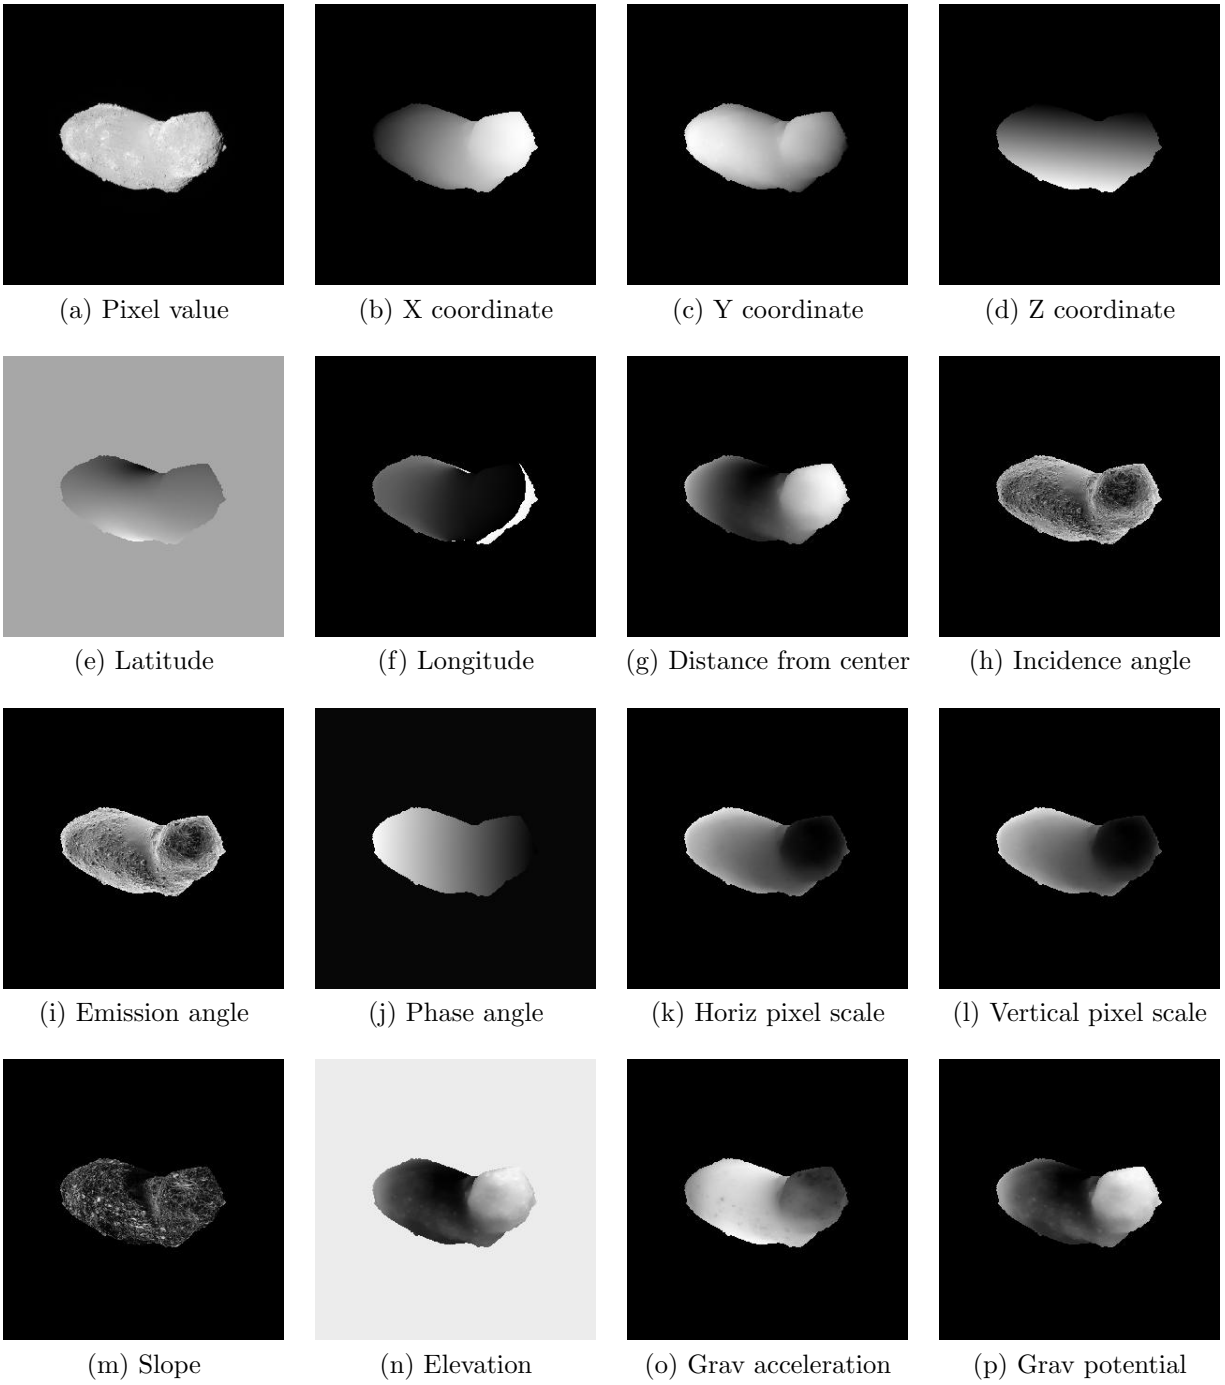 (a) Pixel value
(b) X coordinate
(c) Y coordinate
(d) Z coordinate
(e) Latitude
(f) Longitude
(g) Distance from center
(h) Incidence angle
(i) Emission angle
(j) Phase angle
(k) Horiz pixel scale
(l) Vertical pixel scale
(m) Slope
(n) Elevation
(o) Grav acceleration
(p) Grav potential